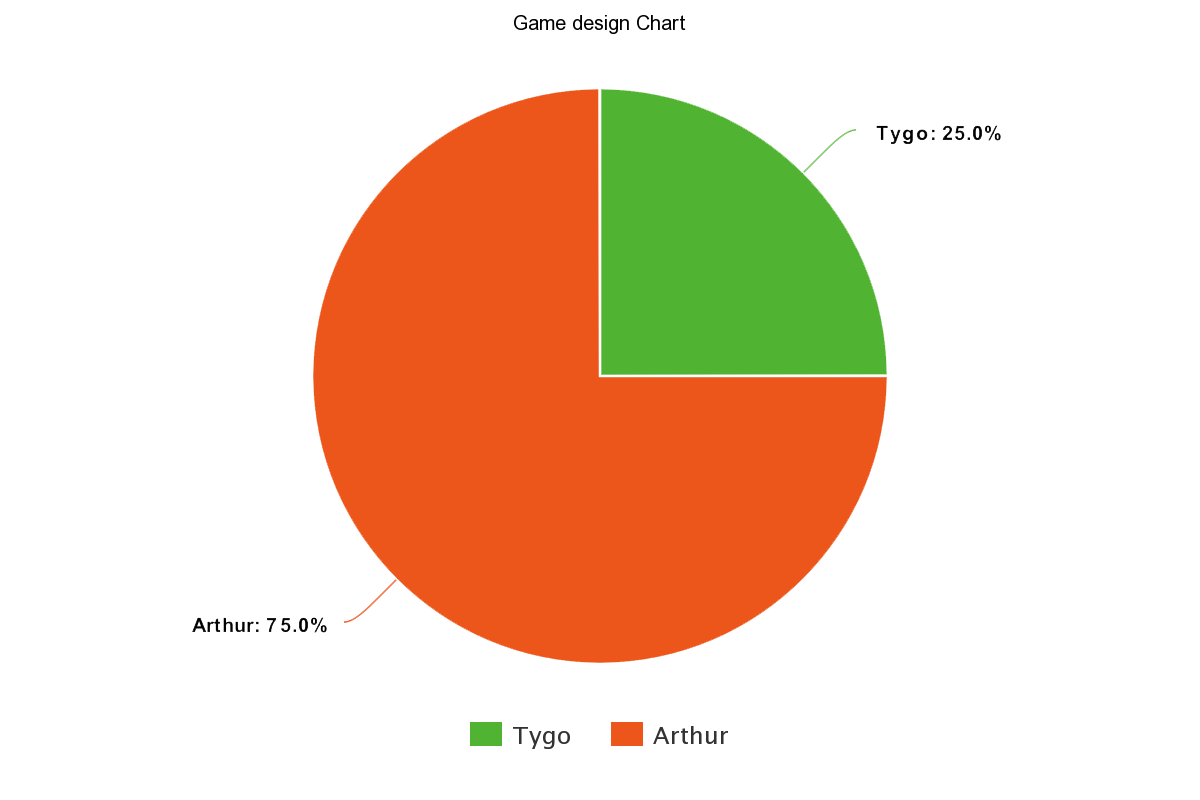 Game design Chart
Tygo: 25.0%
Arthur: 75.0%
Tygo Arthur